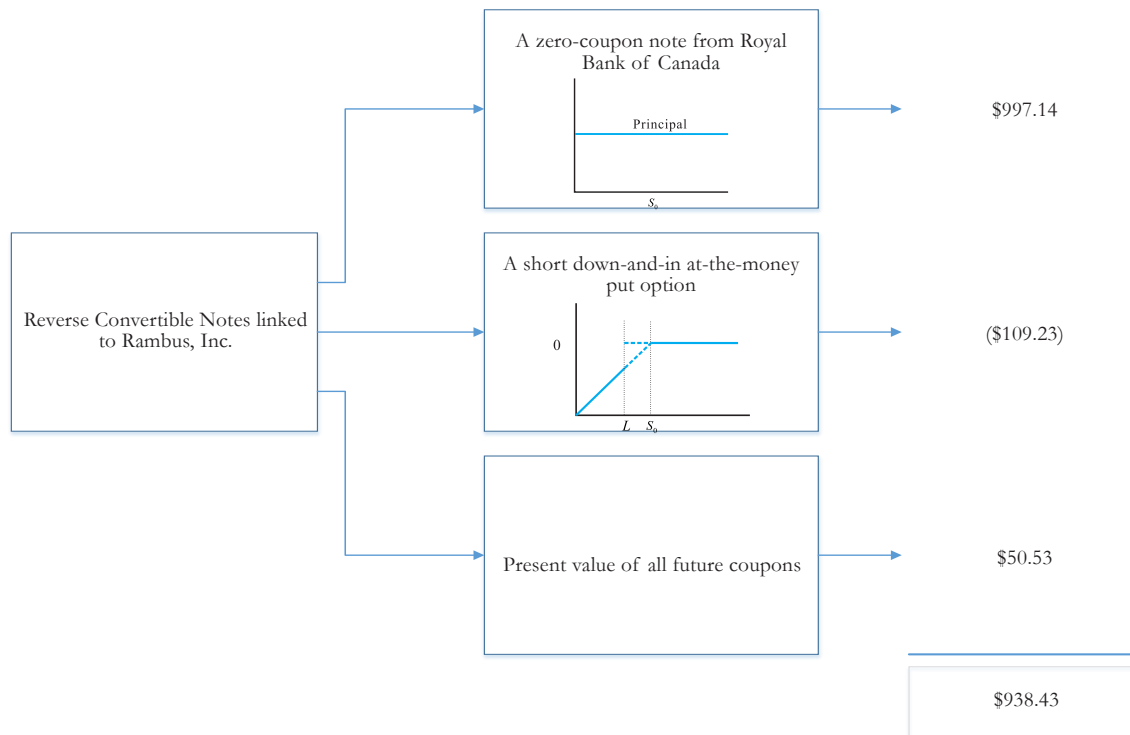 A zero-coupon note from Royal
Bank of Canada
Principal
S₀
$997.14
Reverse Convertible Notes linked
to Rambus, Inc.
A short down-and-in at-the-money
put option
0
L S₀
($109.23)
Present value of all future coupons
$50.53
$938.43